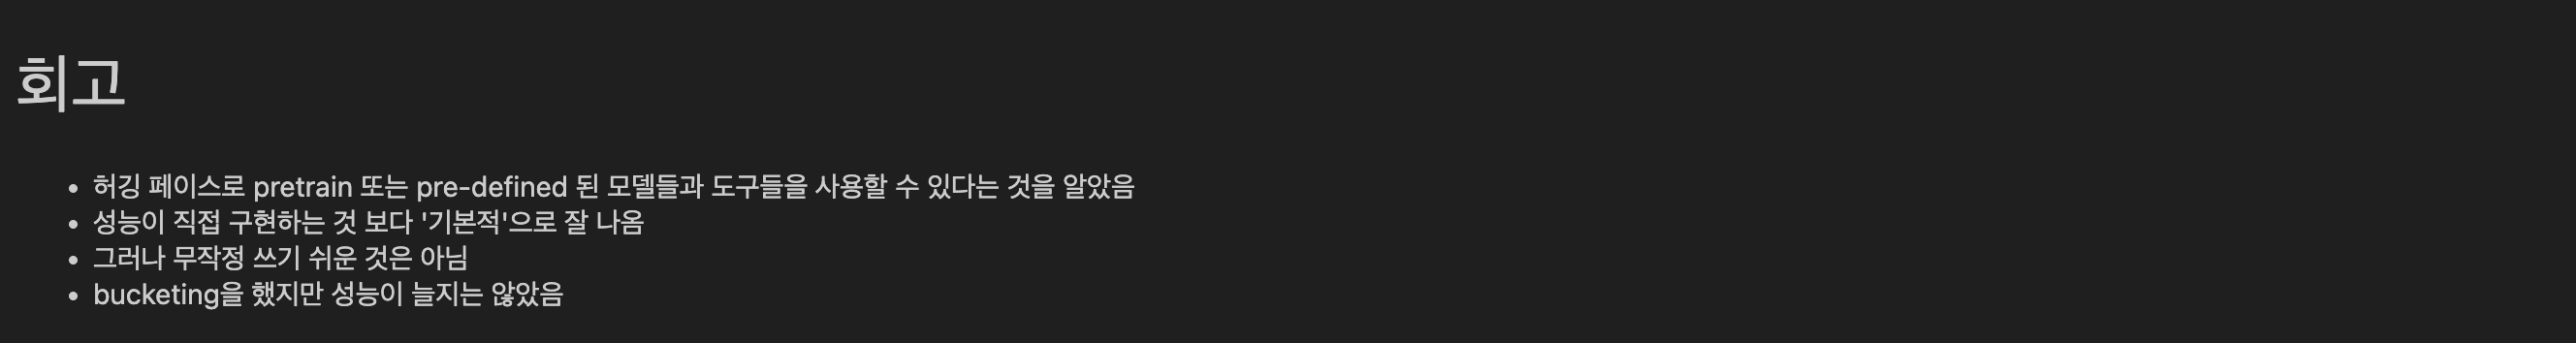 회고
허깅 페이스로 pretrain 또는 pre-defined 된 모델들과 도구들을 사용할 수 있다는 것을 알았음
성능이 직접 구현하는 것 보다 '기본적'으로 잘 나옴
그러나 무작정 쓰기 쉬운 것은 아님
bucketing을 했지만 성능이 늘지는 않았음